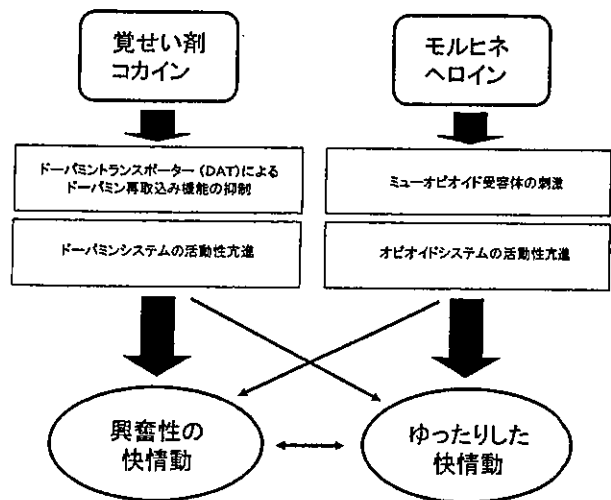 覚せい剤
コカイン
モルヒネ
ヘロイン
ドーパミントランスポーター（DAT）による
ドーパミン再取込み機能の抑制
ミューオピオイド受容体の刺激
ドーパミンシステムの活動性亢進
オピオイドシステムの活動性亢進
興奮性の
快情動
ゆったりした
快情動